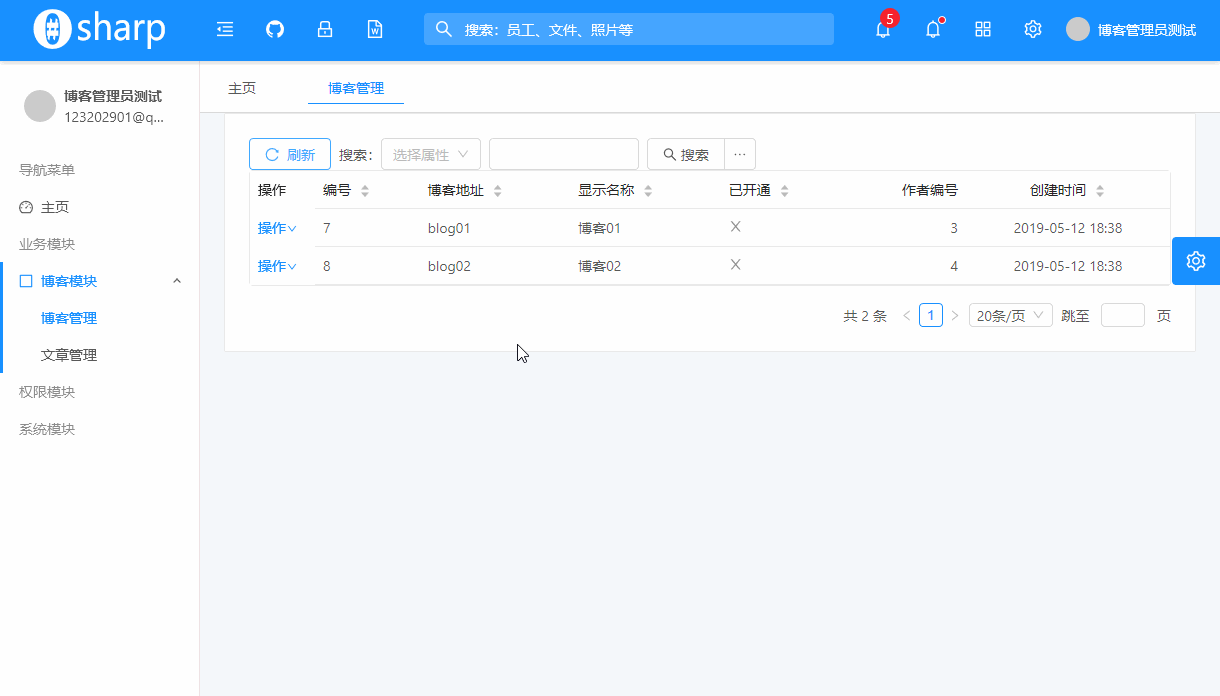 sharp
搜索：员工、文件、照片等
5
博客管理员测试
博客管理员测试
123202901@q...
导航菜单
主页
业务模块
博客模块
博客管理
文章管理
权限模块
系统模块
主页 博客管理
刷新 搜索： 选择属性 搜索 ...
操作 编号 博客地址 显示名称 已开通 作者编号 创建时间
操作 7 blog01 博客01 X 3 2019-05-12 18:38
操作 8 blog02 博客02 X 4 2019-05-12 18:38
共 2 条 < 1 > 20条/页 跳至 页